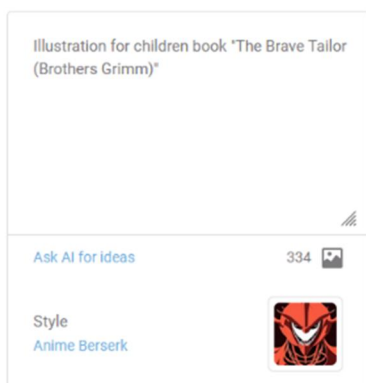 Illustration for children book "The Brave Tailor
(Brothers Grimm)"
Ask AI for ideas
334
Style
Anime Berserk